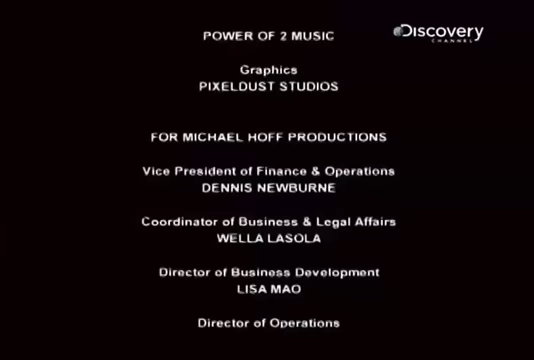 POWER OF 2 MUSIC
Discovery
CHANNEL
Graphics
PIXELDUST STUDIOS
FOR MICHAEL HOFF PRODUCTIONS
Vice President of Finance & Operations
DENNIS NEWBURNE
Coordinator of Business & Legal Affairs
WELLA LASOLA
Director of Business Development
LISA MAO
Director of Operations